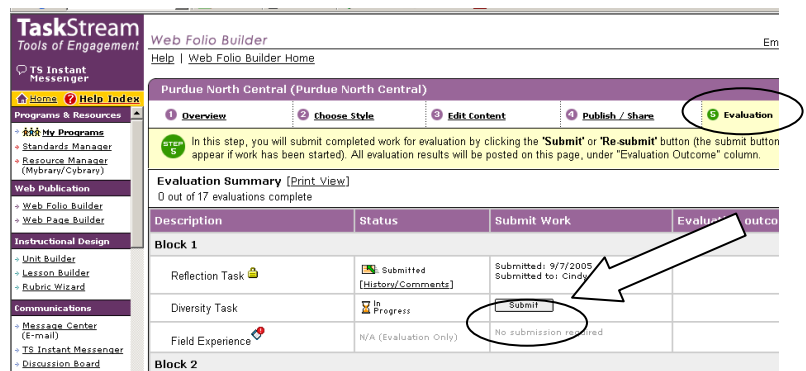 TaskStream
Tools of Engagement
TS Instant
Messenger
Home Help Index
Programs & Resources
My Programs
Standards Manager
Resource Manager
(Mybrary/Cybrary)
Web Publication
Web Folio Builder
Web Page Builder
Instructional Design
Unit Builder
Lesson Builder
Rubric Wizard
Communications
Message Center
(E-mail)
TS Instant Messenger
Discussion Board
Web Folio Builder
Em
Help | Web Folio Builder Home
Purdue North Central (Purdue North Central)
1 Overview
2 Choose Style
3 Edit Content
4 Publish / Share
5 Evaluation
STEP 5
In this step, you will submit completed work for evaluation by clicking the 'Submit' or 'Re-submit' button (the submit button
appear if work has been started). All evaluation results will be posted on this page, under "Evaluation Outcome" column.
Evaluation Summary [Print View]
0 out of 17 evaluations complete
Description Status Submit Work Evaluation outco
Block 1
Reflection Task
Submitted
[History/Comments]
Submitted: 9/7/2005
Submitted to: Cindy
Diversity Task
In
Progress
Submit
Field Experience
N/A (Evaluation Only)
No submission required
Block 2